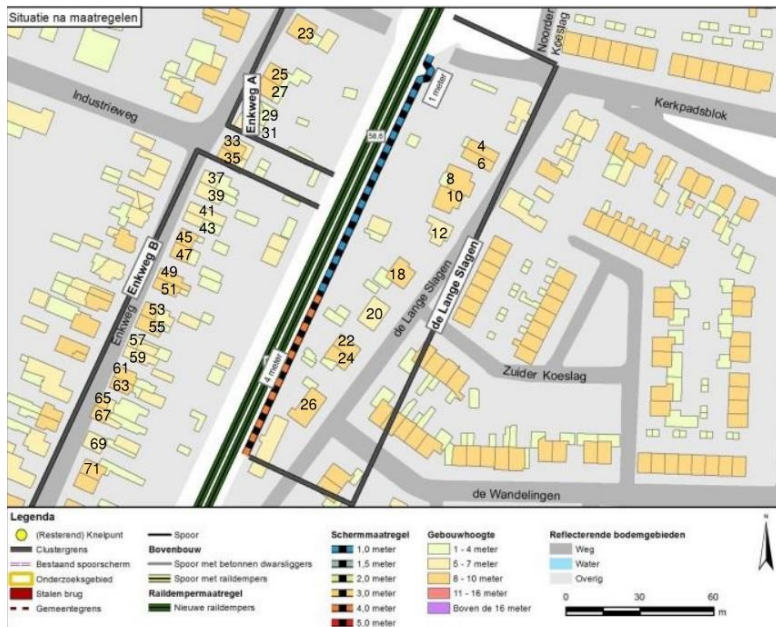 Situatie na maatregelen
23
Noorder Koeslag
Industrieweg
Enkweg A
25
27
29
31
1 meter
Kerkpadsblok
58,6
33
35
4
6
8
10
37
39
41
43
12
45
47
Enkweg B
49
51
18
de Lange Slagen
de Lange Slagen
53
55
Enkweg
20
57
59
22
24
61
63
4 meter
Zuider Koeslag
65
67
26
69
71
de Wandelingen
Legenda
(Resterend) Knelpunt
Clustergrens
Bestaand spoorscherm
Onderzoeksgebied
Stalen brug
Gemeentegrens
Spoor
Bovenbouw
Spoor met betonnen dwarsliggers
Spoor met raildempers
Raildempermaatregel
Nieuwe raildempers
Schermmaatregel
1,0 meter
1,5 meter
2,0 meter
3,0 meter
4,0 meter
5,0 meter
Gebouwhoogte
1 - 4 meter
5 - 7 meter
8 - 10 meter
11 - 16 meter
Boven de 16 meter
Reflecterende bodemgebieden
Weg
Water
Overig
N
0 30 60
m